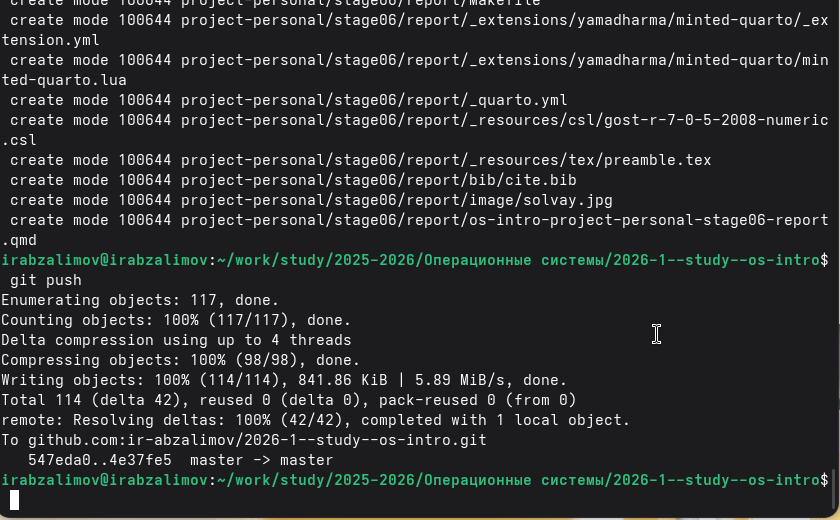 create mode 100644 project-personal/stage06/report/Makefile
create mode 100644 project-personal/stage06/report/_extensions/yamadharma/minted-quarto/_ex
tension.yml
create mode 100644 project-personal/stage06/report/_extensions/yamadharma/minted-quarto/min
ted-quarto.lua
create mode 100644 project-personal/stage06/report/_quarto.yml
create mode 100644 project-personal/stage06/report/_resources/csl/gost-r-7-0-5-2008-numeric
.csl
create mode 100644 project-personal/stage06/report/_resources/tex/preamble.tex
create mode 100644 project-personal/stage06/report/bib/cite.bib
create mode 100644 project-personal/stage06/report/image/solvay.jpg
create mode 100644 project-personal/stage06/report/os-intro-project-personal-stage06-report
.qmd
irabzalimov@irabzalimov:~/work/study/2025-2026/Операционные системы/2026-1--study--os-intro$
git push
Enumerating objects: 117, done.
Counting objects: 100% (117/117), done.
Delta compression using up to 4 threads
Compressing objects: 100% (98/98), done.
Writing objects: 100% (114/114), 841.86 KiB | 5.89 MiB/s, done.
Total 114 (delta 42), reused 0 (delta 0), pack-reused 0 (from 0)
remote: Resolving deltas: 100% (42/42), completed with 1 local object.
To github.com:ir-abzalimov/2026-1--study--os-intro.git
547eda0..4e37fe5  master -> master
irabzalimov@irabzalimov:~/work/study/2025-2026/Операционные системы/2026-1--study--os-intro$